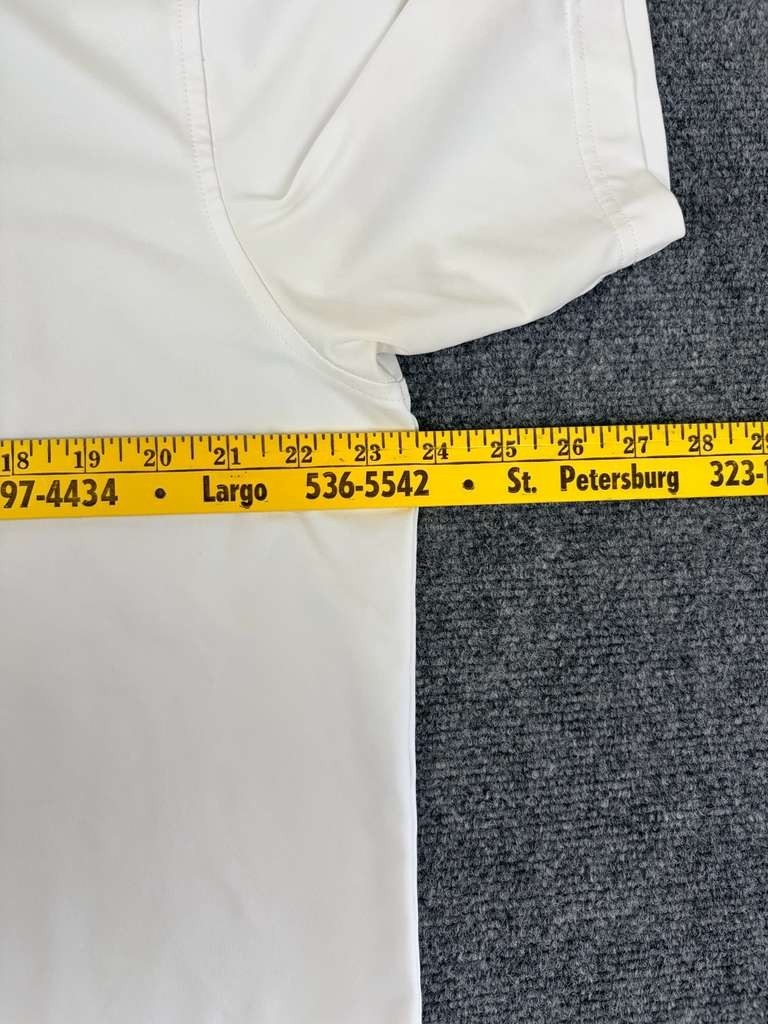 18 19 20 21 22 23 24 25 26 27 28
97-4434 • Largo 536-5542 • St. Petersburg 323-